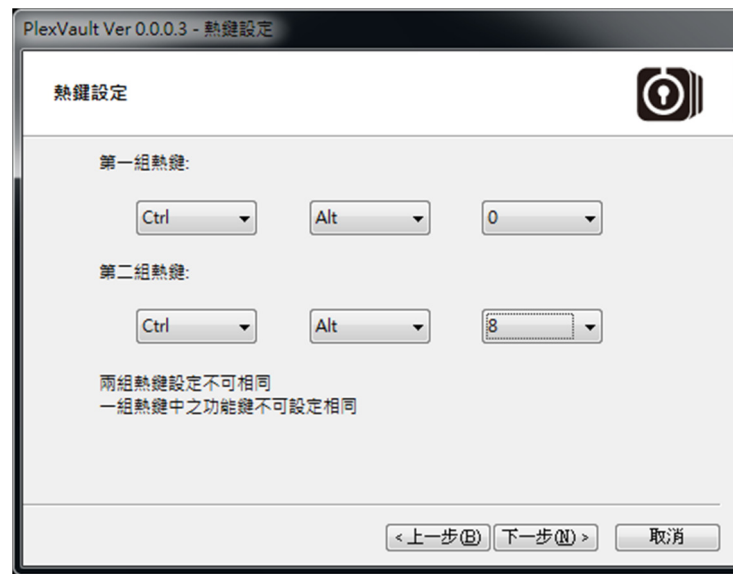 PlexVault Ver 0.0.0.3 - 熱鍵設定
熱鍵設定
第一組熱鍵:
Ctrl Alt 0
第二組熱鍵:
Ctrl Alt 8
兩組熱鍵設定不可相同
一組熱鍵中之功能鍵不可設定相同
<上一步(B) 下一步(N)> 取消